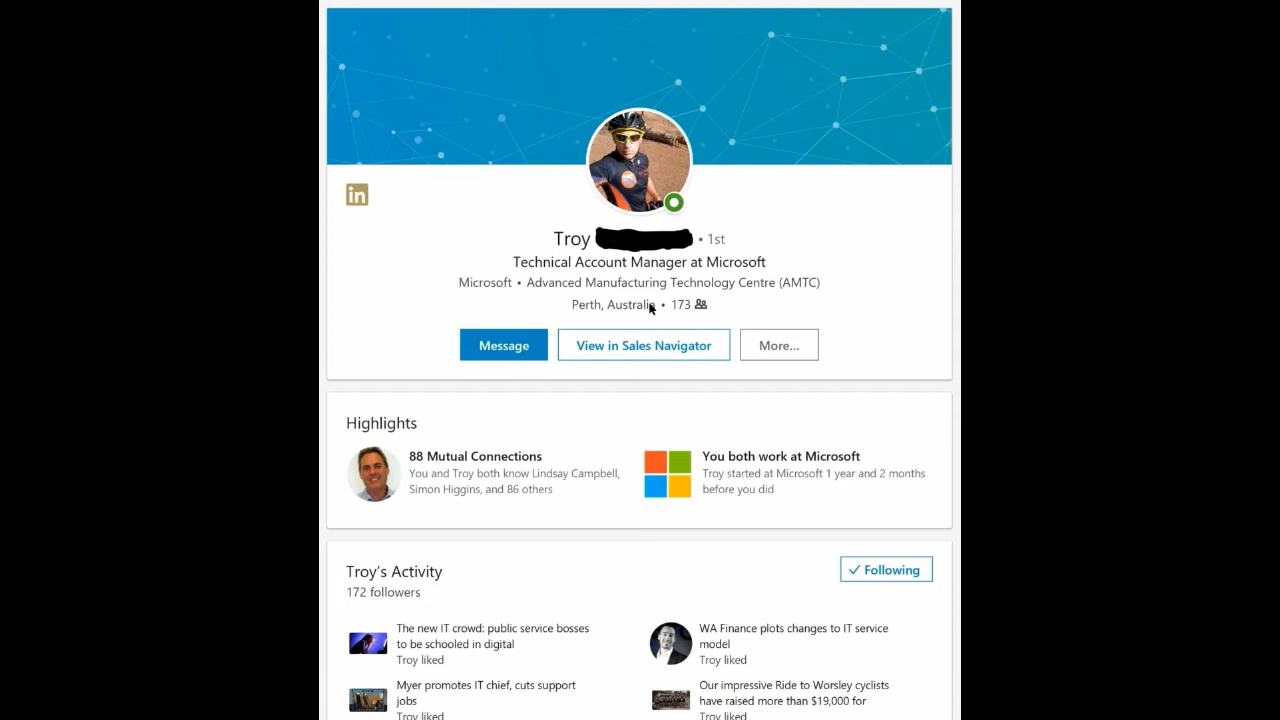 in
Troy • 1st
Technical Account Manager at Microsoft
Microsoft • Advanced Manufacturing Technology Centre (AMTC)
Perth, Australia • 173
Message
View in Sales Navigator
More...
Highlights
88 Mutual Connections
You and Troy both know Lindsay Campbell,
Simon Higgins, and 86 others
You both work at Microsoft
Troy started at Microsoft 1 year and 2 months
before you did
Troy's Activity
172 followers
Following
The new IT crowd: public service bosses
to be schooled in digital
Troy liked
WA Finance plots changes to IT service
model
Troy liked
Myer promotes IT chief, cuts support
jobs
Troy liked
Our impressive Ride to Worsley cyclists
have raised more than $19,000 for
Troy liked